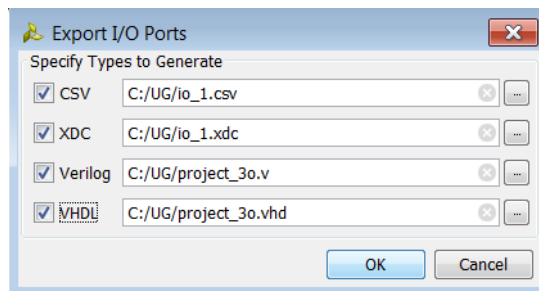 Export I/O Ports
Specify Types to Generate
CSV C:/UG/io_1.csv ...
XDC C:/UG/io_1.xdc ...
Verilog C:/UG/project_3o.v ...
VHDL C:/UG/project_3o.vhd ...
OK Cancel